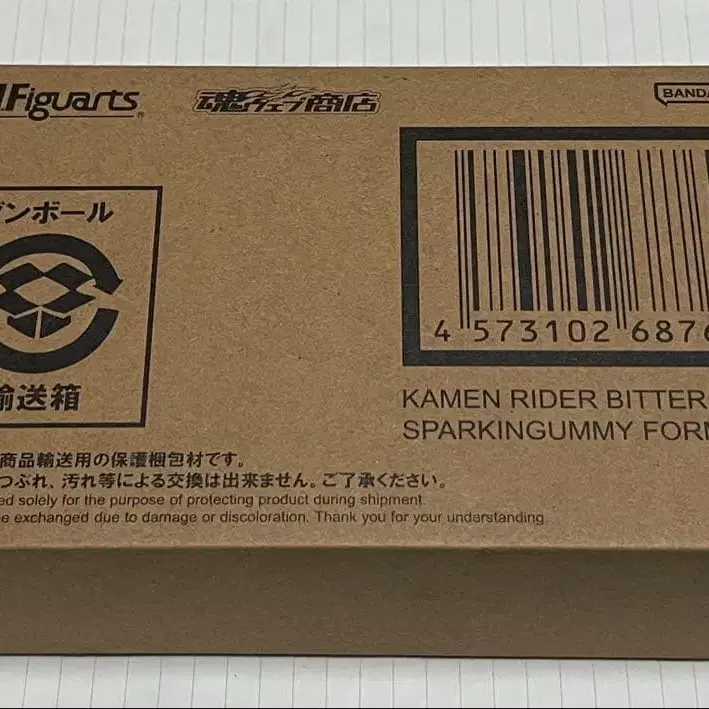 Figuarts
魂ウェブ商店
BANDA
ダンボール
輸送箱
4 573102 6876
KAMEN RIDER BITTER
SPARKINGUMMY FORM
商品輸送用の保護梱包材です。
つぶれ、汚れ等による交換は出来ません。ご了承ください。
ed solely for the purpose of protecting product during shipment.
e exchanged due to damage or discoloration. Thank you for your understanding.